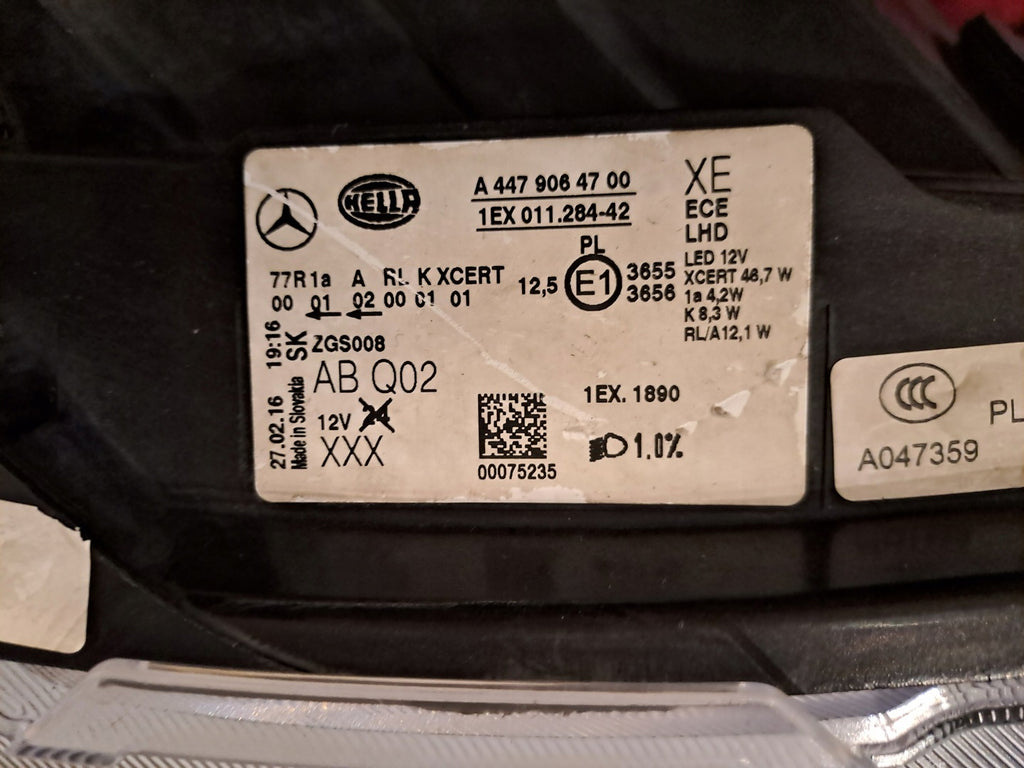 HELLA
A 447 906 47 00
1EX 011.284-42
XE
ECE
LHD
LED 12V
XCERT 46,7 W
1a 4,2W
K 8,3 W
RL/A12,1 W
PL
12,5 E1 3655
3656
77R 1a A RL K XCERT
00 01 02 00 01 01
27.02.16 19:16
Made in Slovakia SK
ZGS008
AB Q02
12V 24
XXX
00075235
1EX. 1890
1.0%
CCC
PL
A047359